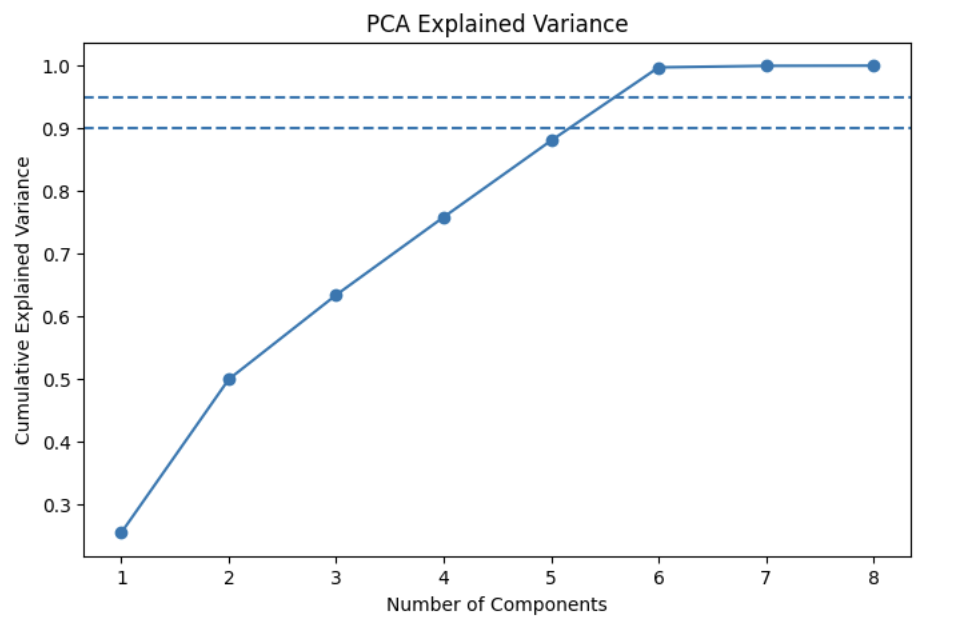 PCA Explained Variance
1.0
0.9
0.8
0.7
0.6
0.5
0.4
0.3
Cumulative Explained Variance
1 2 3 4 5 6 7 8
Number of Components